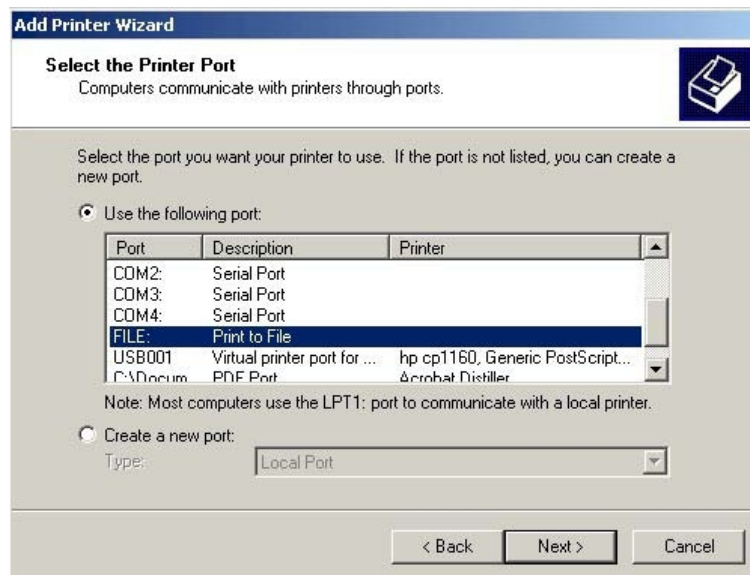 Add Printer Wizard
Select the Printer Port
Computers communicate with printers through ports.
Select the port you want your printer to use.  If the port is not listed, you can create a
new port.
Use the following port:
Port Description Printer
COM2: Serial Port
COM3: Serial Port
COM4: Serial Port
FILE: Print to File
USB001 Virtual printer port for ... hp cp1160, Generic PostScript...
C:\Docum PDF Port Acrobat Distiller
Note: Most computers use the LPT1: port to communicate with a local printer.
Create a new port:
Type: Local Port
< Back Next > Cancel